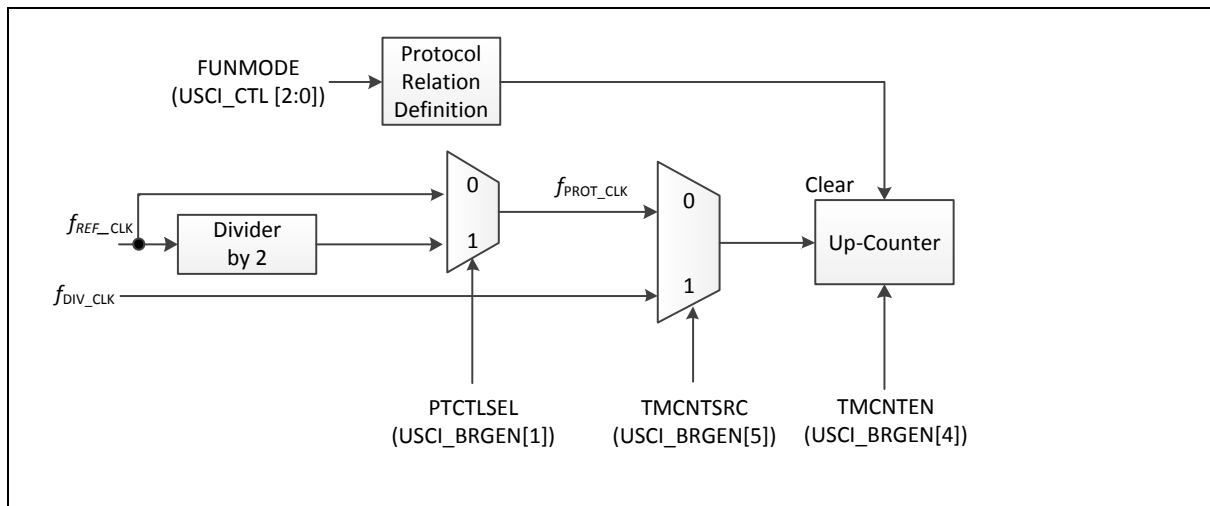 FUNMODE
(USCI_CTL [2:0])
Protocol
Relation
Definition
0
1
fREF_CLK
Divider
by 2
fDIV_CLK
fPROT_CLK
0
1
Clear
Up-Counter
PTCTLSEL
(USCI_BRGEN[1])
TMCNTSRC
(USCI_BRGEN[5])
TMCNTEN
(USCI_BRGEN[4])